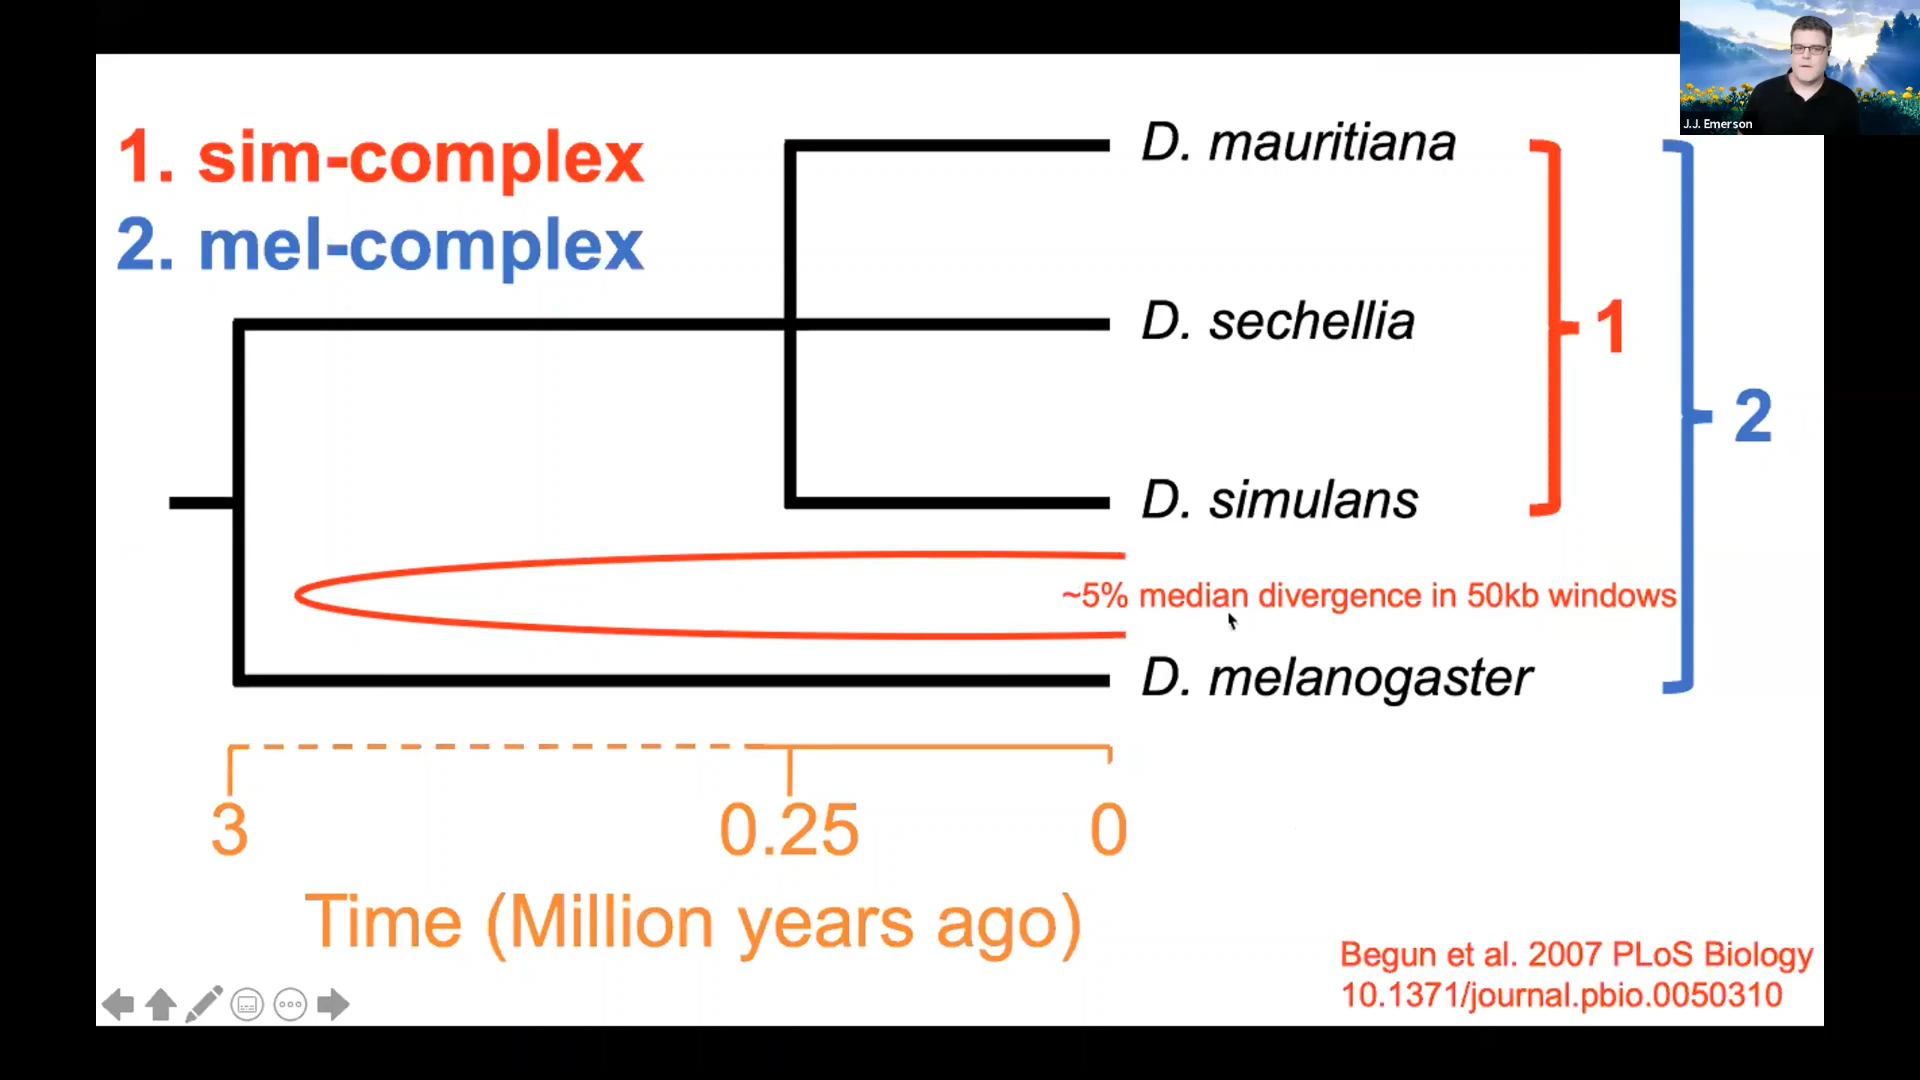 J.J. Emerson
1. sim-complex
2. mel-complex
D. mauritiana
D. sechellia
1
2
D. simulans
~5% median divergence in 50kb windows
D. melanogaster
3 0.25 0
Time (Million years ago)
Begun et al. 2007 PLoS Biology
10.1371/journal.pbio.0050310